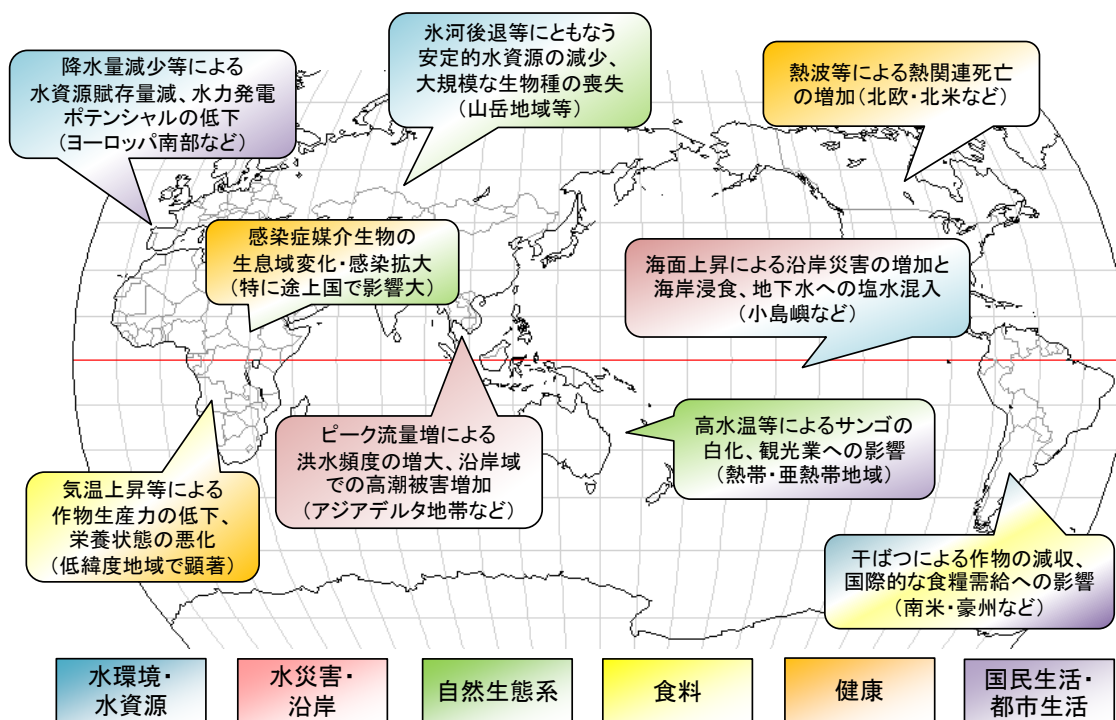 降水量減少等による
水資源賦存量減、水力発電
ポテンシャルの低下
(ヨーロッパ南部など)
氷河後退等にともなう
安定的水資源の減少、
大規模な生物種の喪失
(山岳地域等)
熱波等による熱関連死亡
の増加(北欧・北米など)
感染症媒介生物の
生息域変化・感染拡大
(特に途上国で影響大)
海面上昇による沿岸災害の増加と
海岸浸食、地下水への塩水混入
(小島嶼など)
ピーク流量増による
洪水頻度の増大、沿岸域
での高潮被害増加
(アジアデルタ地帯など)
高水温等によるサンゴの
白化、観光業への影響
(熱帯・亜熱帯地域)
気温上昇等による
作物生産力の低下、
栄養状態の悪化
(低緯度地域で顕著)
干ばつによる作物の減収、
国際的な食糧需給への影響
(南米・豪州など)
水環境・
水資源
水災害・
沿岸
自然生態系
食料
健康
国民生活・
都市生活